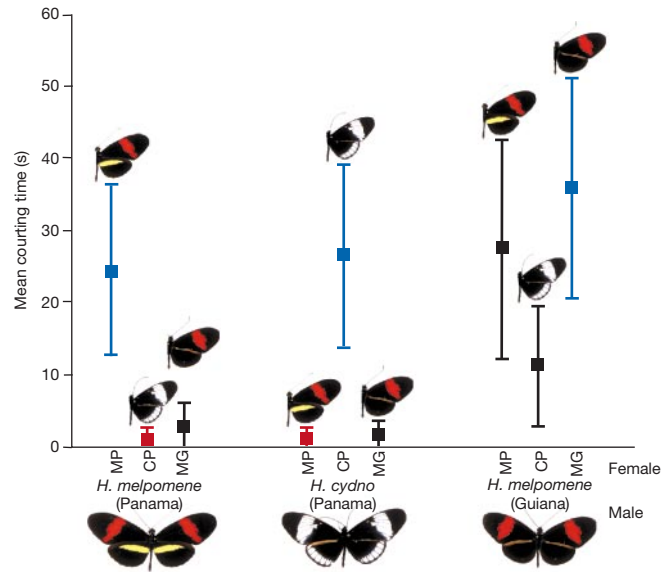 60
50
40
30
20
10
0
Mean courting time (s)
MP CP MG MP CP MG MP CP MG Female
H. melpomene H. cydno H. melpomene
(Panama) (Panama) (Guiana)
Male